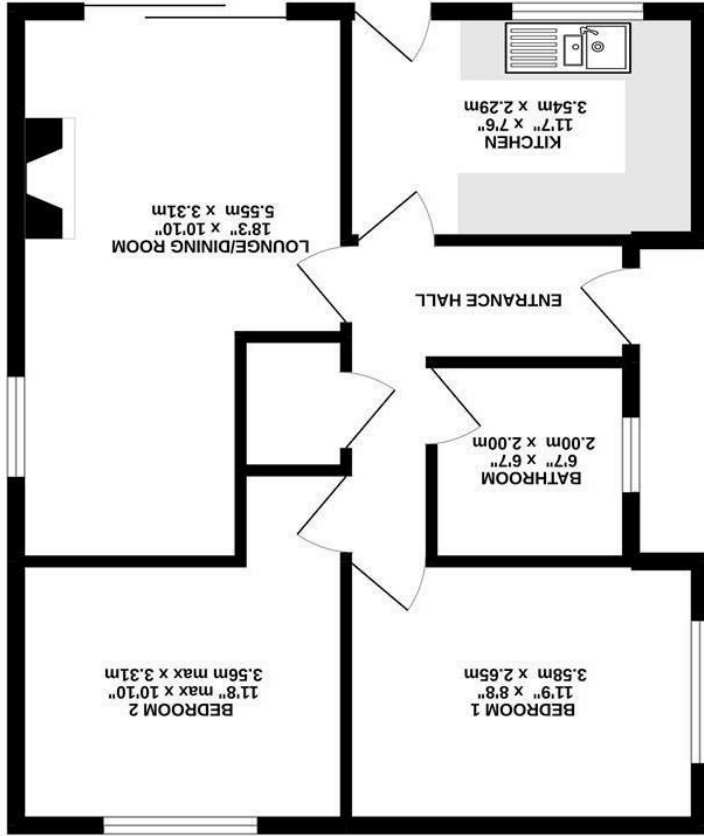 BEDROOM 1
11'9" x 8'8"
3.58m x 2.65m
BEDROOM 2
11'8" max x 10'10"
3.56m max x 3.31m
BATHROOM
6'7" x 6'7"
2.00m x 2.00m
ENTRANCE HALL
LOUNGE/DINING ROOM
18'3" x 10'10"
5.55m x 3.31m
KITCHEN
11'7" x 7'6"
3.54m x 2.29m